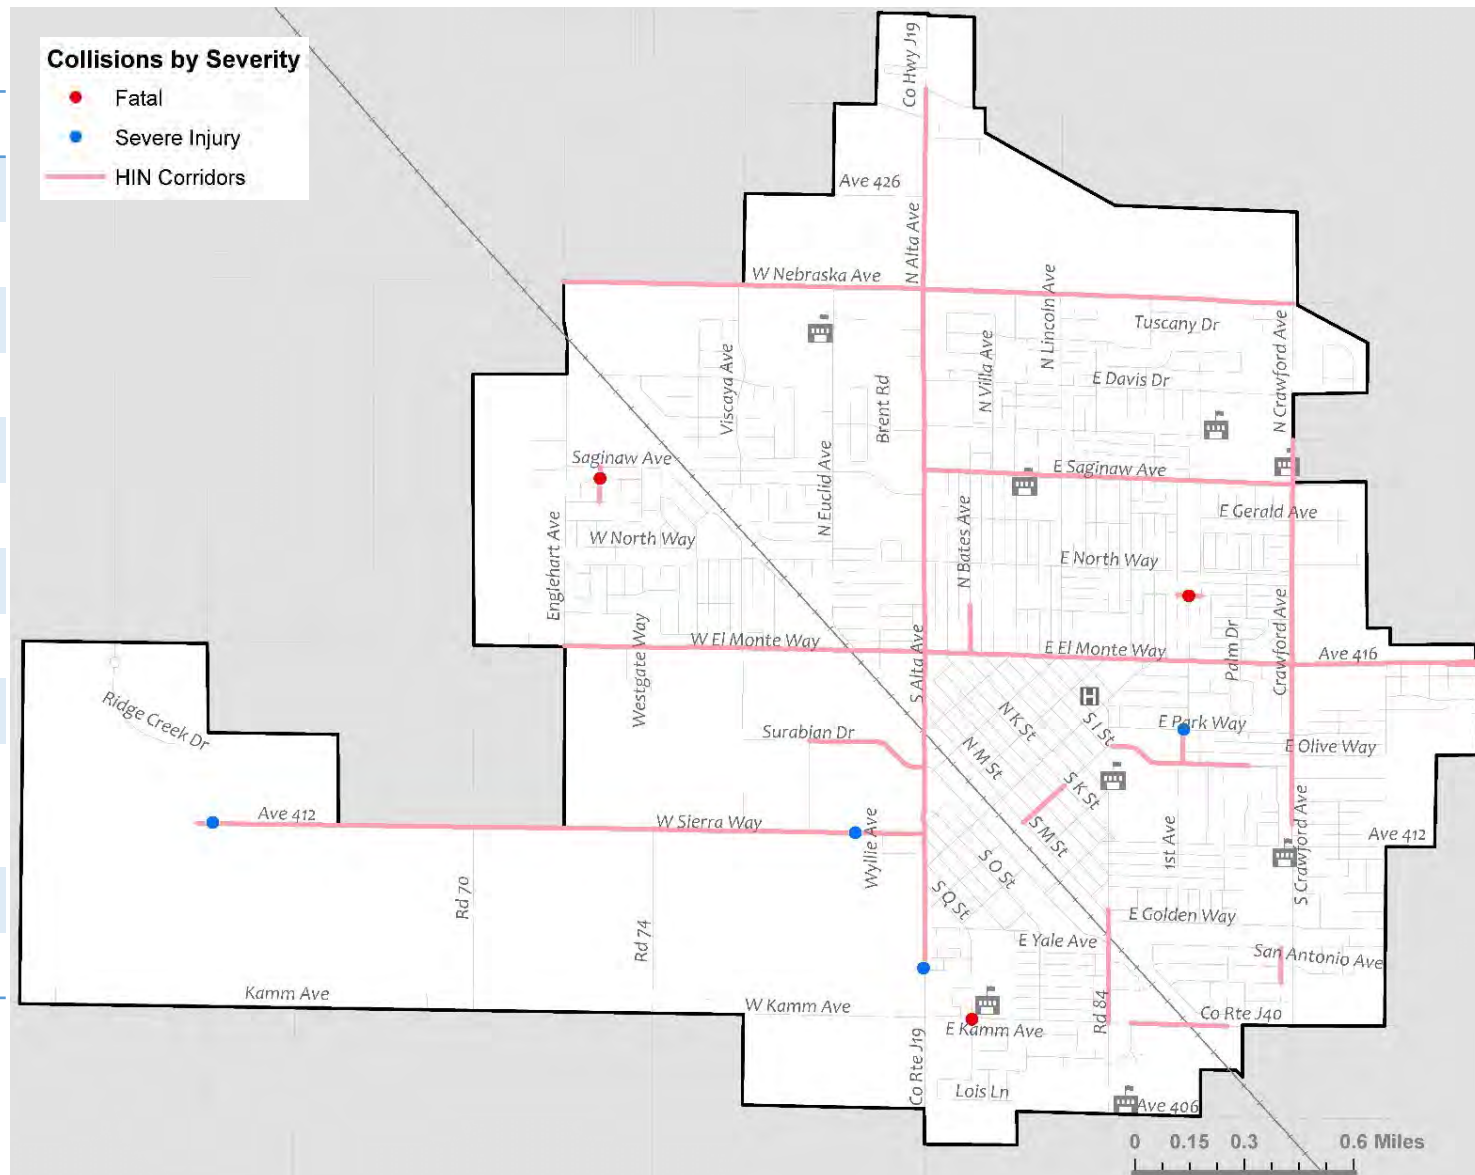 Collisions by Severity
Fatal
Severe Injury
HIN Corridors
Co Hwy J19
Ave 426
N Alta Ave
W Nebraska Ave
N Lincoln Ave
Tuscany Dr
N Crawford Ave
Viscaya Ave
Brent Rd
N Villa Ave
E Davis Dr
Saginaw Ave
E Saginaw Ave
N Euclid Ave
E Gerald Ave
Englehart Ave
W North Way
N Bates Ave
E North Way
W El Monte Way
E El Monte Way
Ave 416
Westgate Way
S Alta Ave
Palm Dr
Crawford Ave
Ridge Creek Dr
Surabian Dr
N K St
S I St
H
E Park Way
E Olive Way
N M St
S K St
Ave 412
W Sierra Way
Wyllie Ave
S M St
1st Ave
S Crawford Ave
Ave 412
Rd 70
Rd 74
S O St
S Q St
E Golden Way
E Yale Ave
San Antonio Ave
Kamm Ave
W Kamm Ave
E Kamm Ave
Rd 84
Co Rte J40
Co Rte J19
Lois Ln
Ave 406
0 0.15 0.3 0.6 Miles